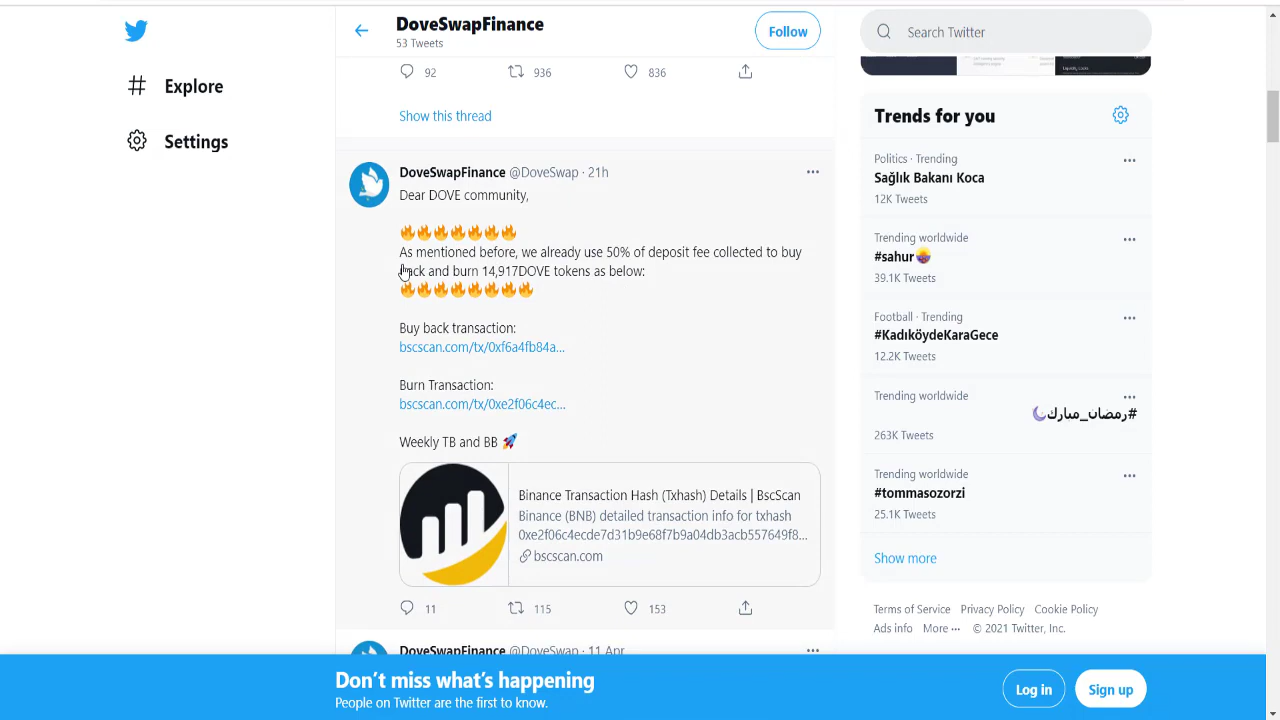 DoveSwapFinance
53 Tweets
Follow
92 936 836
Show this thread
DoveSwapFinance @DoveSwap · 21h
Dear DOVE community,
🔥🔥🔥🔥🔥🔥🔥
As mentioned before, we already use 50% of deposit fee collected to buy
and burn 14,917DOVE tokens as below:
🔥🔥🔥🔥🔥🔥🔥🔥
Buy back transaction:
bscscan.com/tx/0xf6a4fb84a...
Burn Transaction:
bscscan.com/tx/0xe2f06c4ec...
Weekly TB and BB 🚀
Binance Transaction Hash (Txhash) Details | BscScan
Binance (BNB) detailed transaction info for txhash
0xe2f06c4ecde7d31b9e68f7b9a04db3acb557649f8...
bscscan.com
11 115 153
DoveSwapFinance @DoveSwap · 11 Apr
Explore
Settings
Search Twitter
Trends for you
Politics · Trending
Sağlık Bakanı Koca
12K Tweets
Trending worldwide
#sahur
39.1K Tweets
Football · Trending
#KadıköydeKaraGece
12.2K Tweets
Trending worldwide
#رمضان_مبارك
263K Tweets
Trending worldwide
#tommasozorzi
25.1K Tweets
Show more
Terms of Service Privacy Policy Cookie Policy
Ads info More ··· © 2021 Twitter, Inc.
Don't miss what's happening
People on Twitter are the first to know.
Log in
Sign up